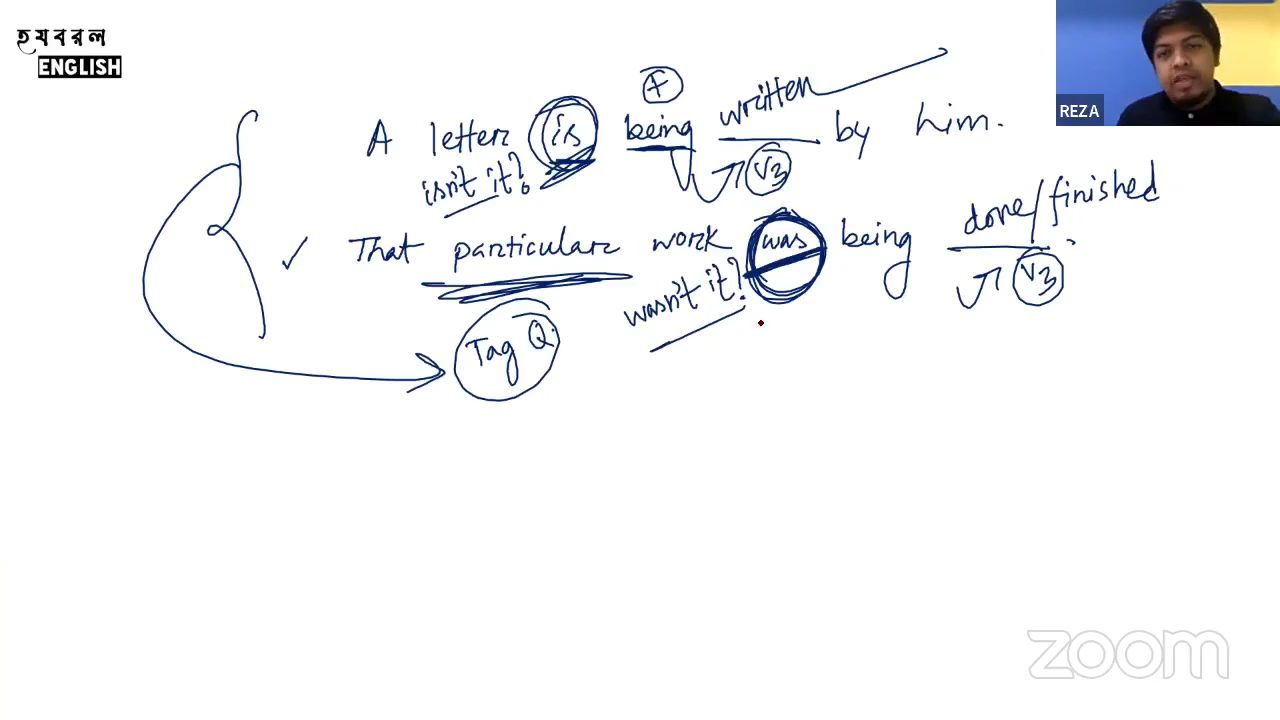 হ য ব র ল
ENGLISH
REZA
+
A letter is being written by him.
isn't it?
V3
That particular work was being done/finished.
wasn't it?
V3
Tag Q.
zoom